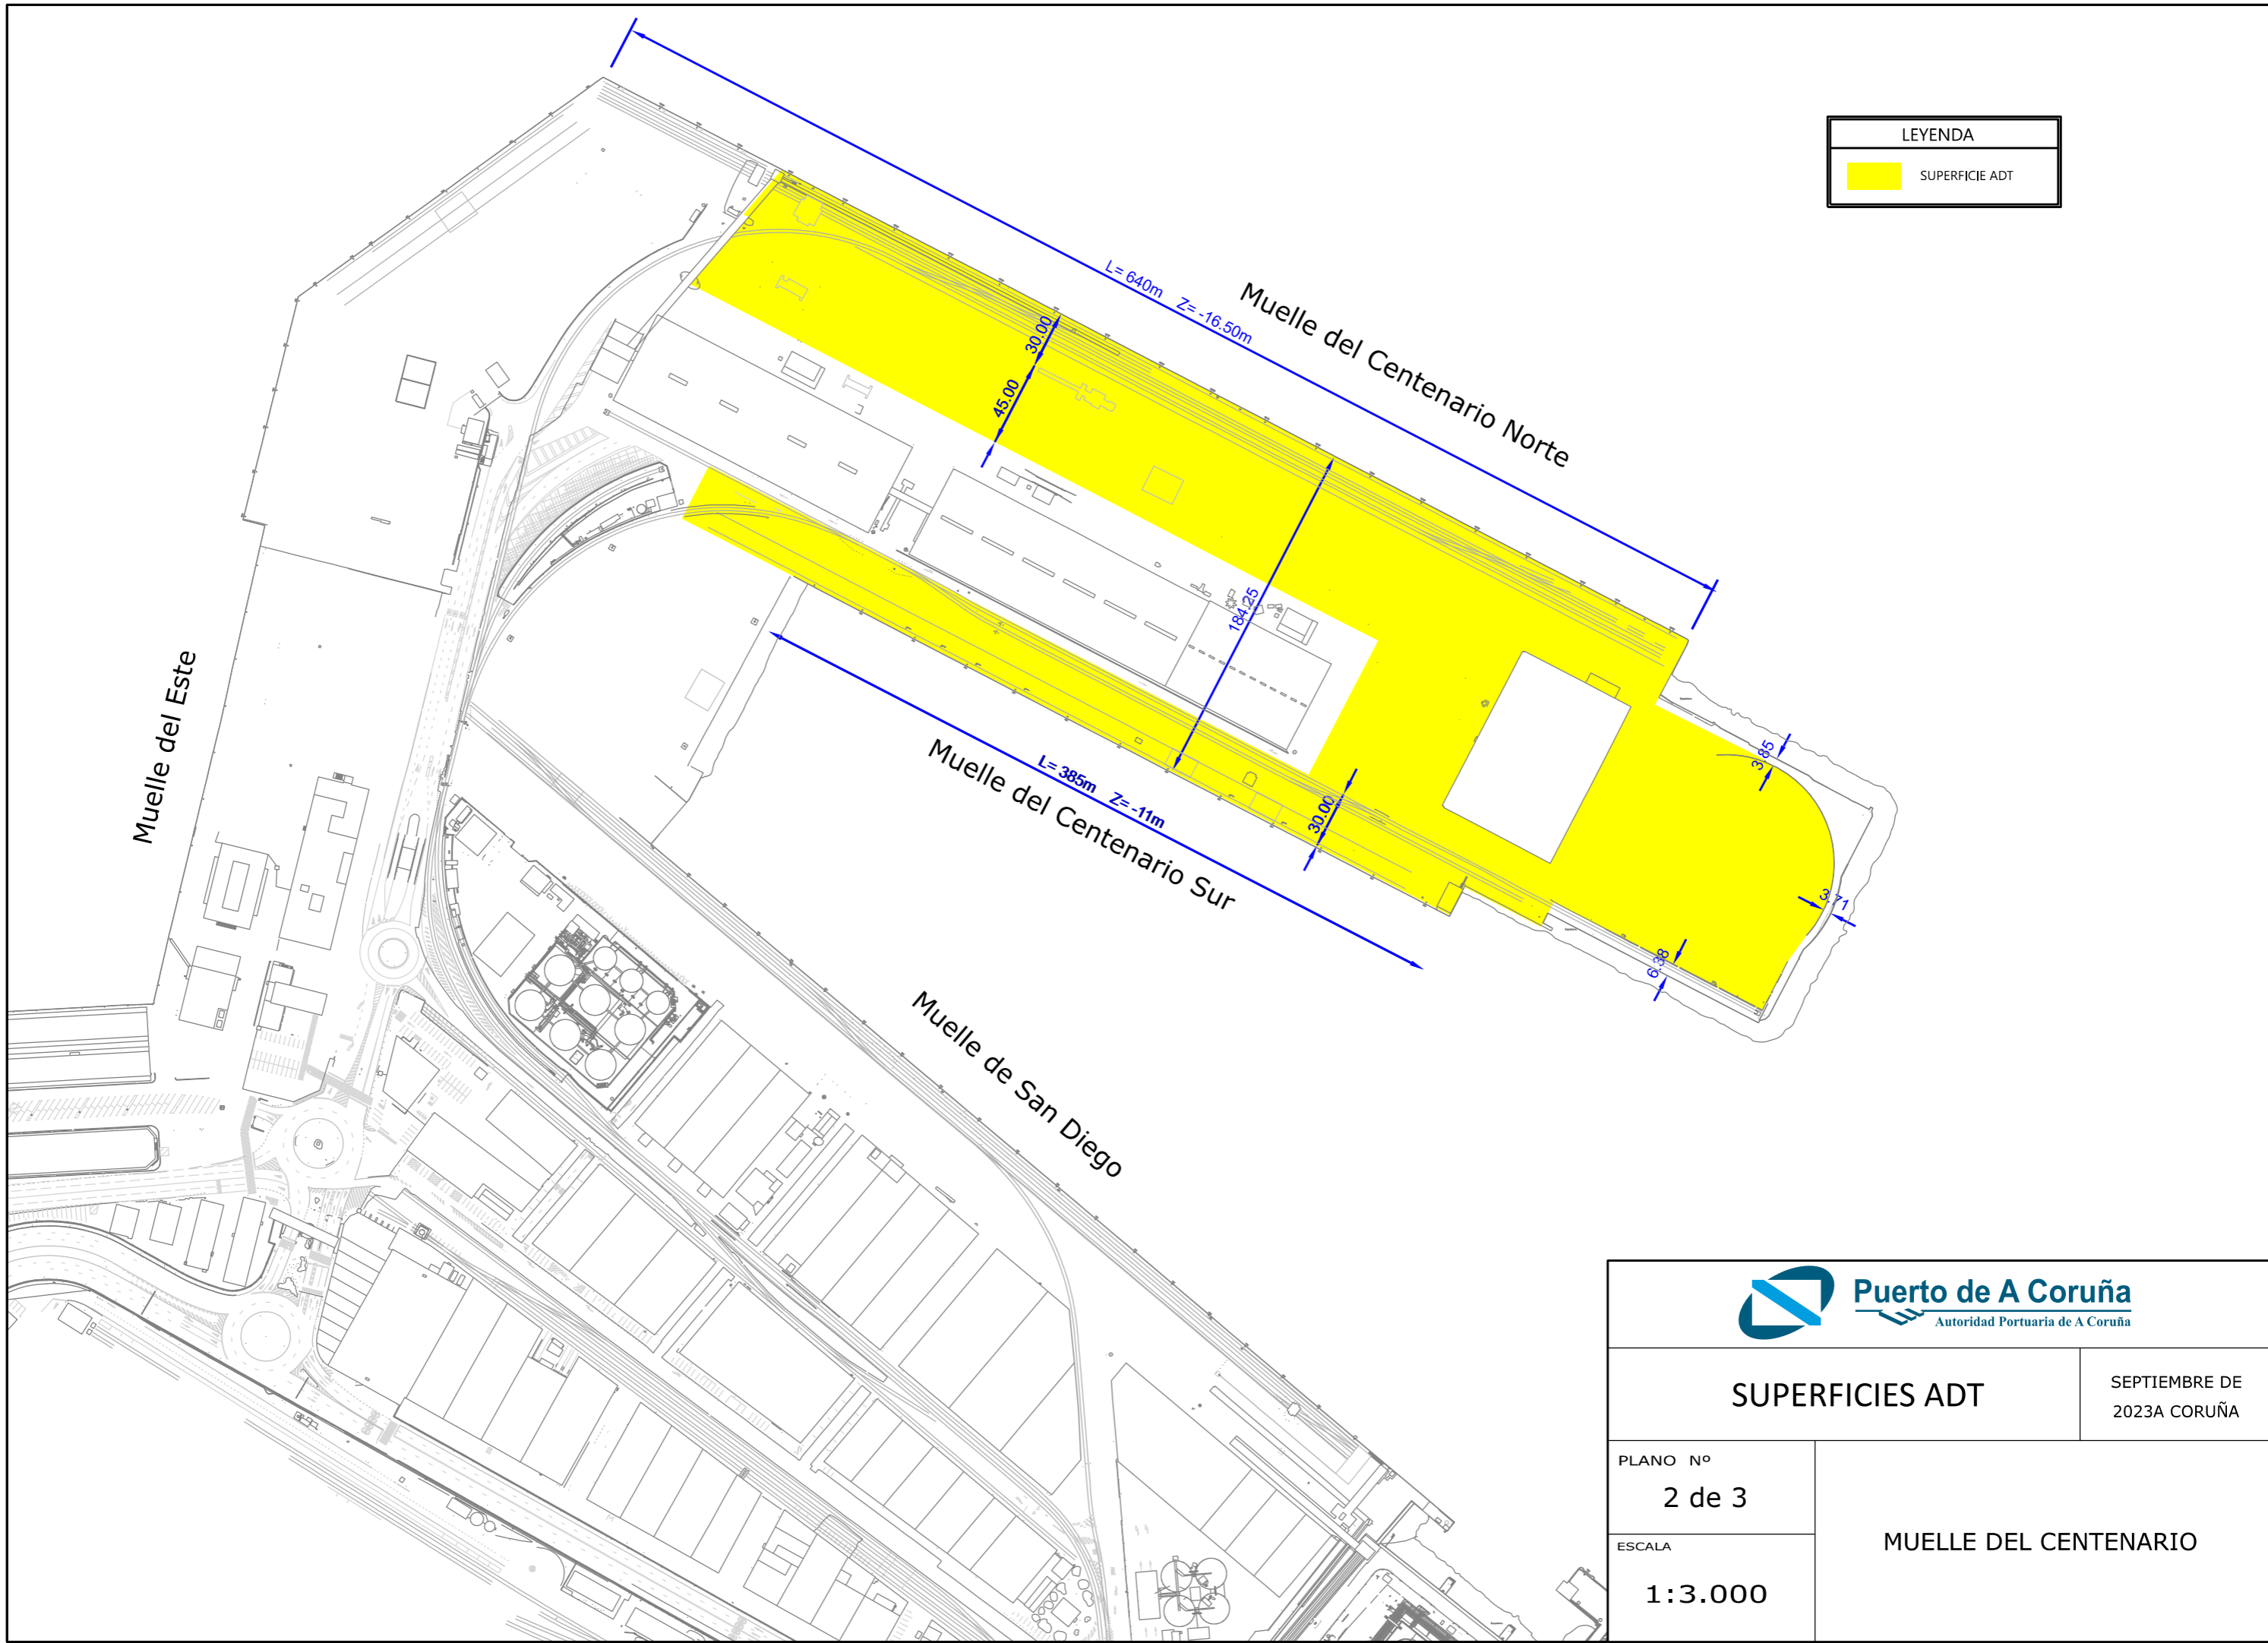 LEYENDA
SUPERFICIE ADT
L= 640m Z= -16.50m
Muelle del Centenario Norte
30.00
45.00
184.25
Muelle del Este
L= 385m Z= -11m
Muelle del Centenario Sur
30.00
3.85
3.71
6.38
Muelle de San Diego
Puerto de A Coruña
Autoridad Portuaria de A Coruña
SUPERFICIES ADT
SEPTIEMBRE DE
2023A CORUÑA
PLANO Nº
2 de 3
ESCALA
1:3.000
MUELLE DEL CENTENARIO